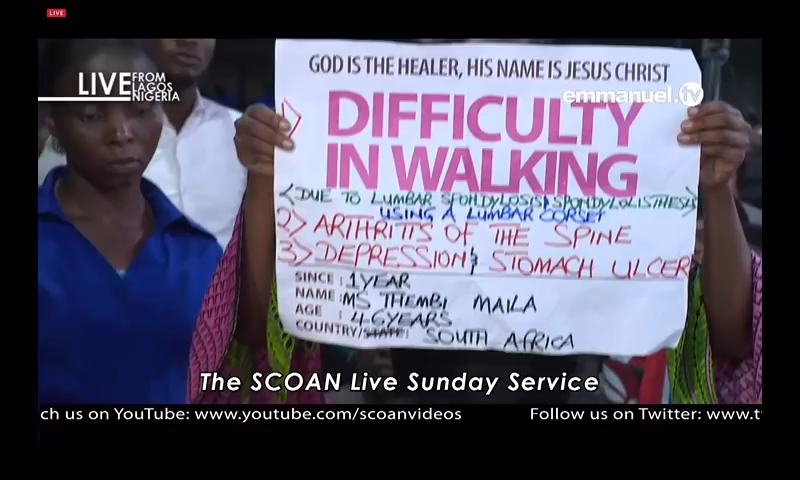 LIVE
LIVE FROM LAGOS NIGERIA
emmanuel.tv
GOD IS THE HEALER, HIS NAME IS JESUS CHRIST
1> DIFFICULTY
IN WALKING
<DUE TO LUMBAR SPONDYLOSIS & SPONDYLOLISTHESIS>
USING A LUMBAR CORSET
2> ARTHRITIS OF THE SPINE
3> DEPRESSION & STOMACH ULCER
SINCE : 1 YEAR
NAME : MS THEMBI MAILA
AGE : 46 YEARS
COUNTRY/STATE: SOUTH AFRICA
The SCOAN Live Sunday Service
ch us on YouTube: www.youtube.com/scoanvideos Follow us on Twitter: www.t